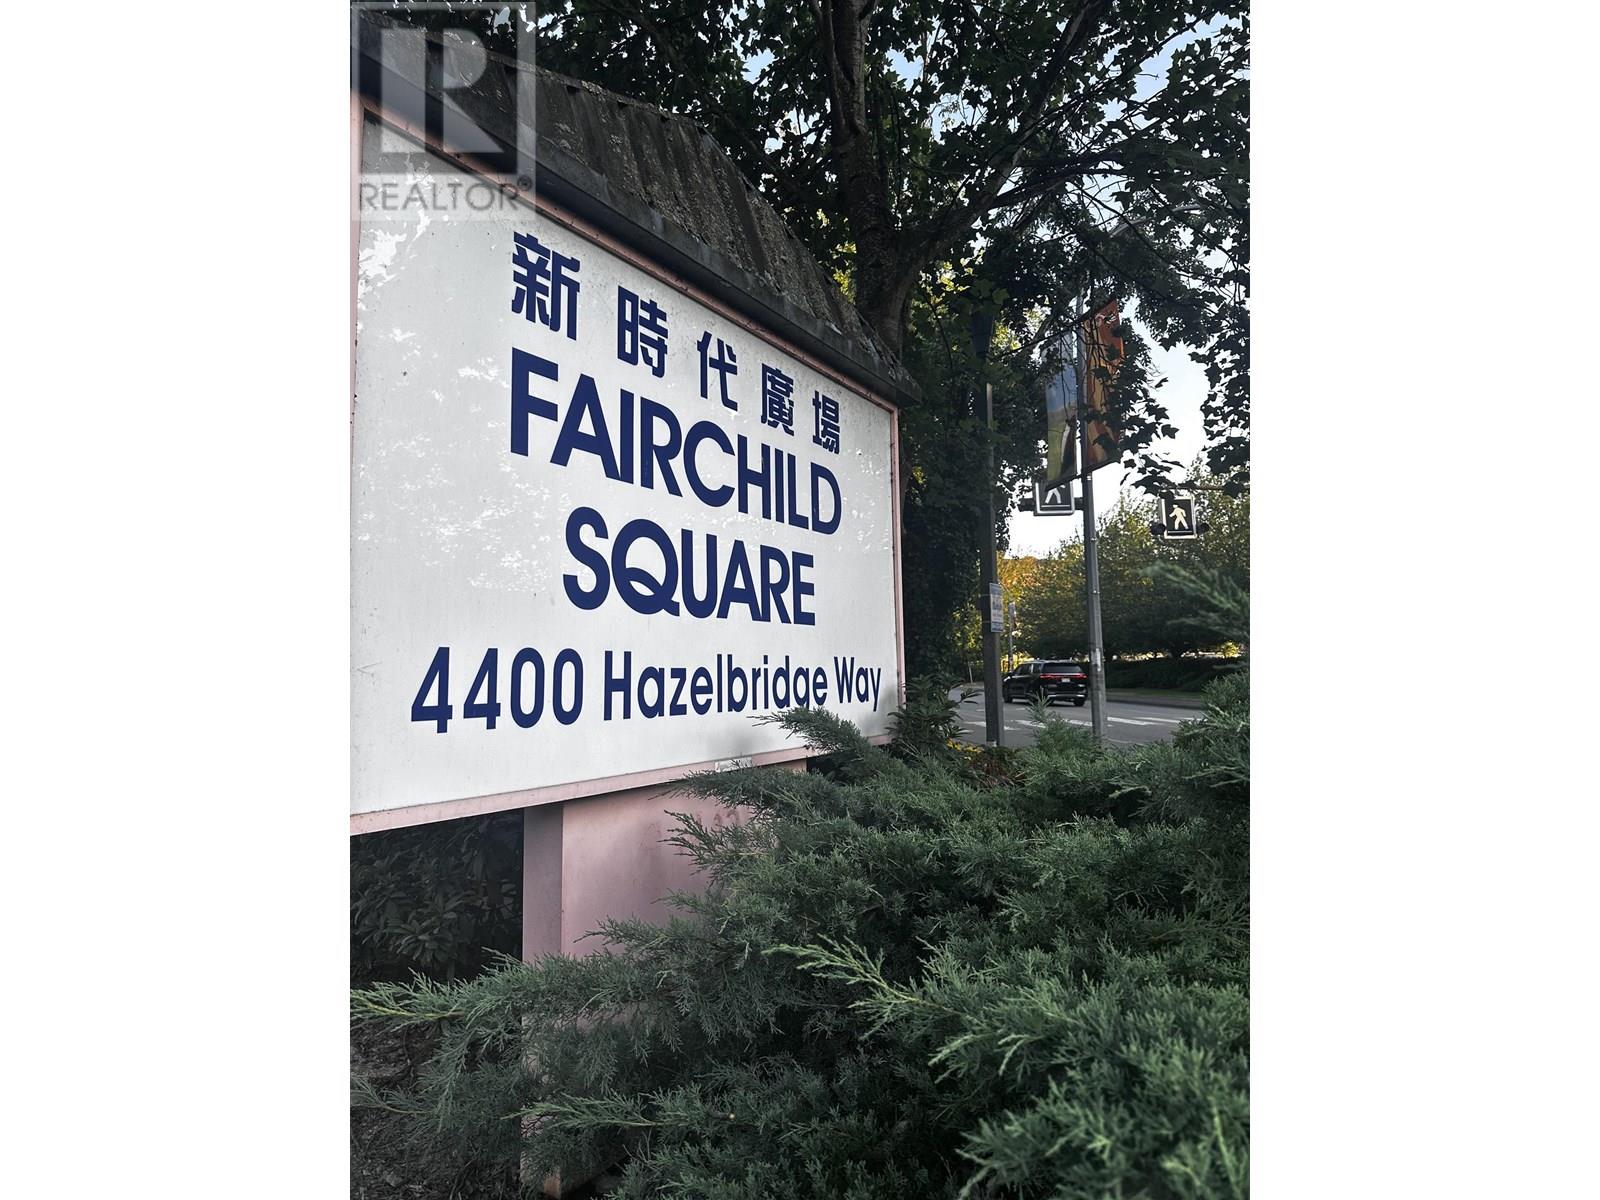 R
REALTOR®
新時代廣場
FAIRCHILD
SQUARE
4400 Hazelbridge Way